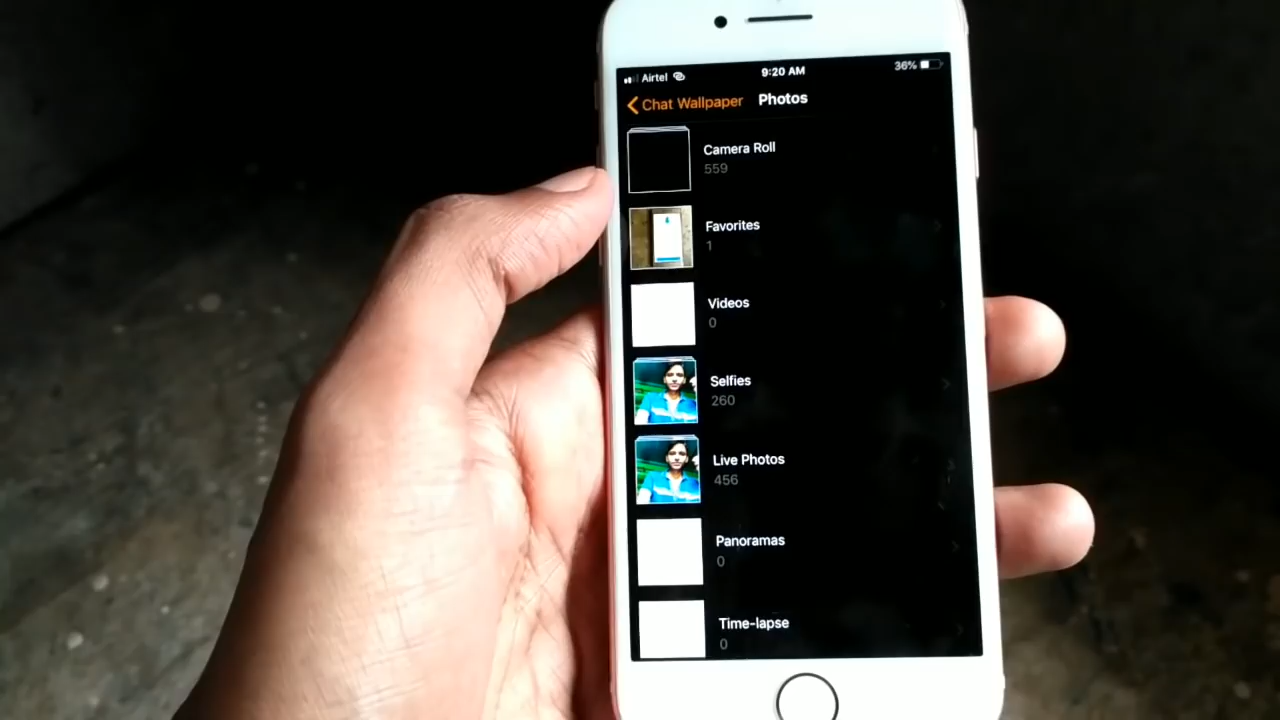 Airtel 9:20 AM 36%
Chat Wallpaper Photos
Camera Roll
559
Favorites
1
Videos
0
Selfies
260
Live Photos
456
Panoramas
0
Time-lapse
0